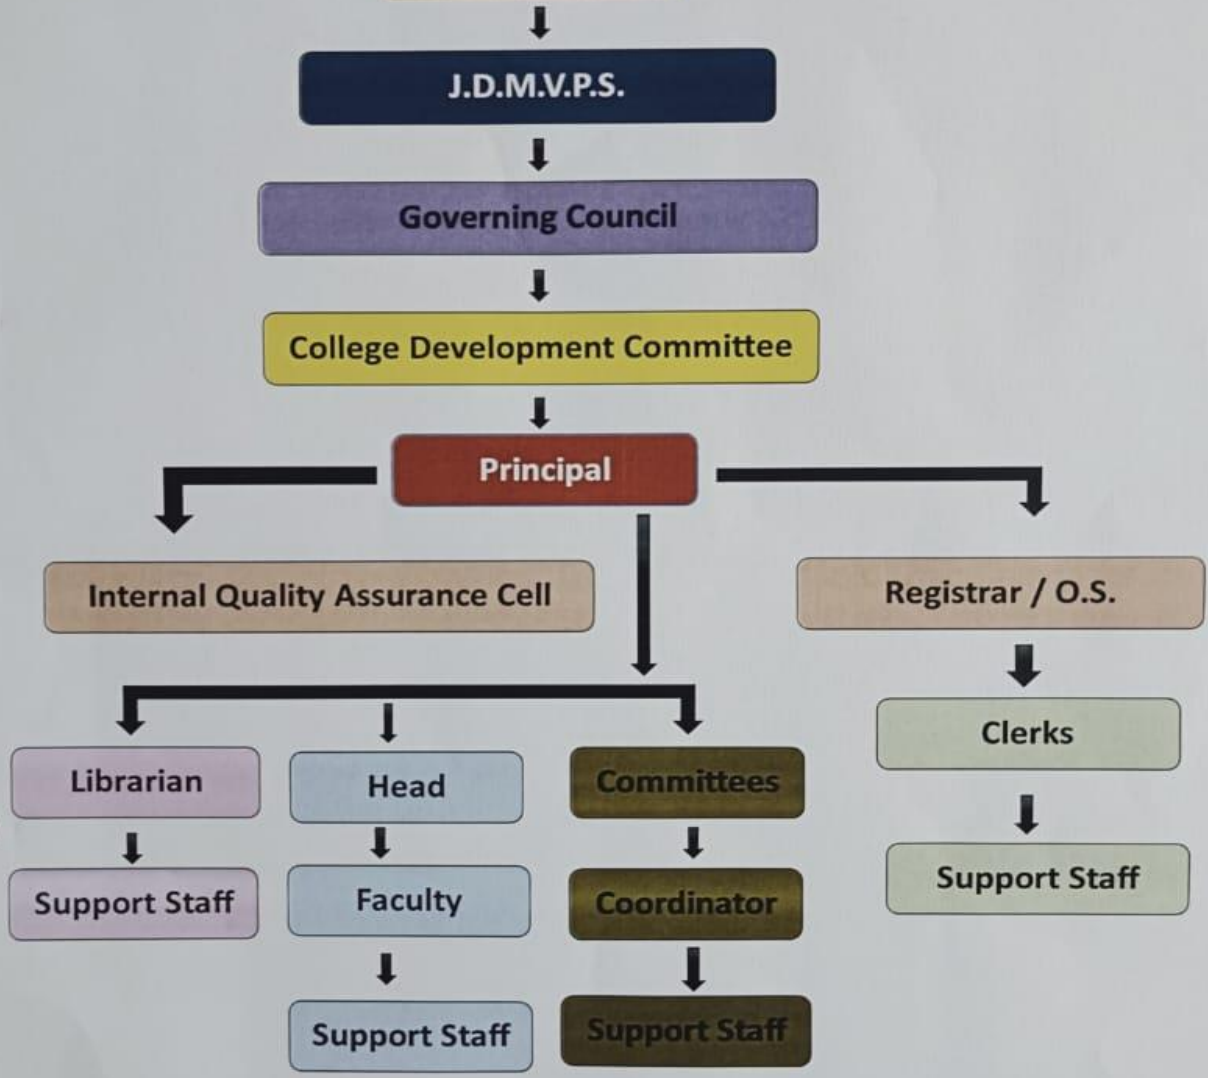 J.D.M.V.P.S.
Governing Council
College Development Committee
Principal
Internal Quality Assurance Cell
Registrar / O.S.
Clerks
Librarian
Head
Committees
Support Staff
Faculty
Coordinator
Support Staff
Support Staff
Support Staff